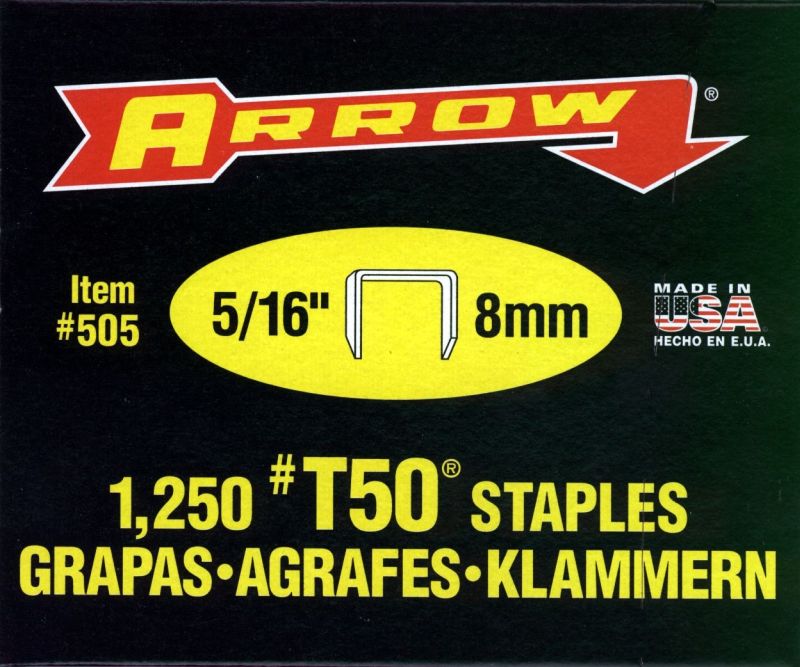 ARROW®
Item
#505
5/16" 8mm
MADE IN
USA
HECHO EN E.U.A.
1,250 #T50® STAPLES
GRAPAS•AGRAFES•KLAMMERN